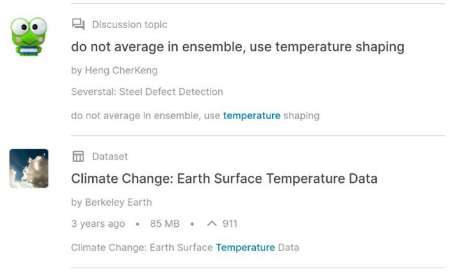 Discussion topic
do not average in ensemble, use temperature shaping
by Heng CherKeng
Severstal: Steel Defect Detection
do not average in ensemble, use temperature shaping
Dataset
Climate Change: Earth Surface Temperature Data
by Berkeley Earth
3 years ago • 85 MB • 911
Climate Change: Earth Surface Temperature Data